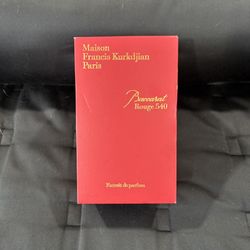 Maison
Francis Kurkdjian
Paris
Baccarat
Rouge 540
Extrait de parfum